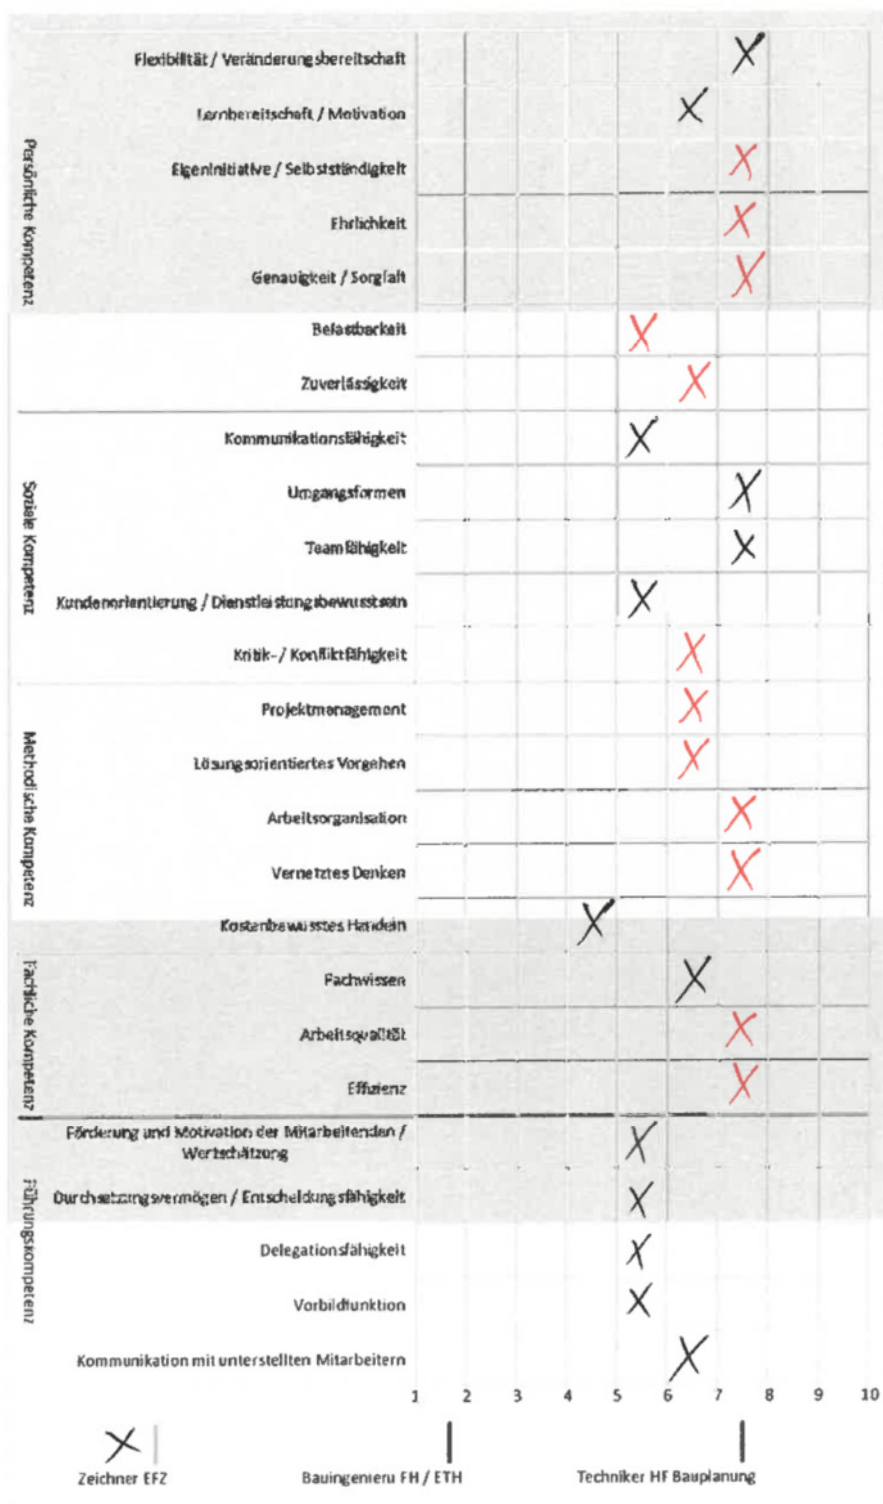 Persönliche Kompetenz
Flexibilität / Veränderungsbereitschaft
Lernbereitschaft / Motivation
Eigeninitiative / Selbstständigkeit
Ehrlichkeit
Genauigkeit / Sorgfalt
Belastbarkeit
Zuverlässigkeit
Soziale Kompetenz
Kommunikationsfähigkeit
Umgangsformen
Teamfähigkeit
Kundenorientierung / Dienstleistungsbewusstsein
Kritik- / Konfliktfähigkeit
Methodische Kompetenz
Projektmanagement
Lösungsorientiertes Vorgehen
Arbeitsorganisation
Vernetztes Denken
Kostenbewusstes Handeln
Fachliche Kompetenz
Fachwissen
Arbeitsqualität
Effizienz
Führungskompetenz
Förderung und Motivation der Mitarbeitenden /
Wertschätzung
Durchsetzungsvermögen / Entscheidungsfähigkeit
Delegationsfähigkeit
Vorbildfunktion
Kommunikation mit unterstellten Mitarbeitern
1 2 3 4 5 6 7 8 9 10
Zeichner EFZ Bauingenieru FH / ETH Techniker HF Bauplanung